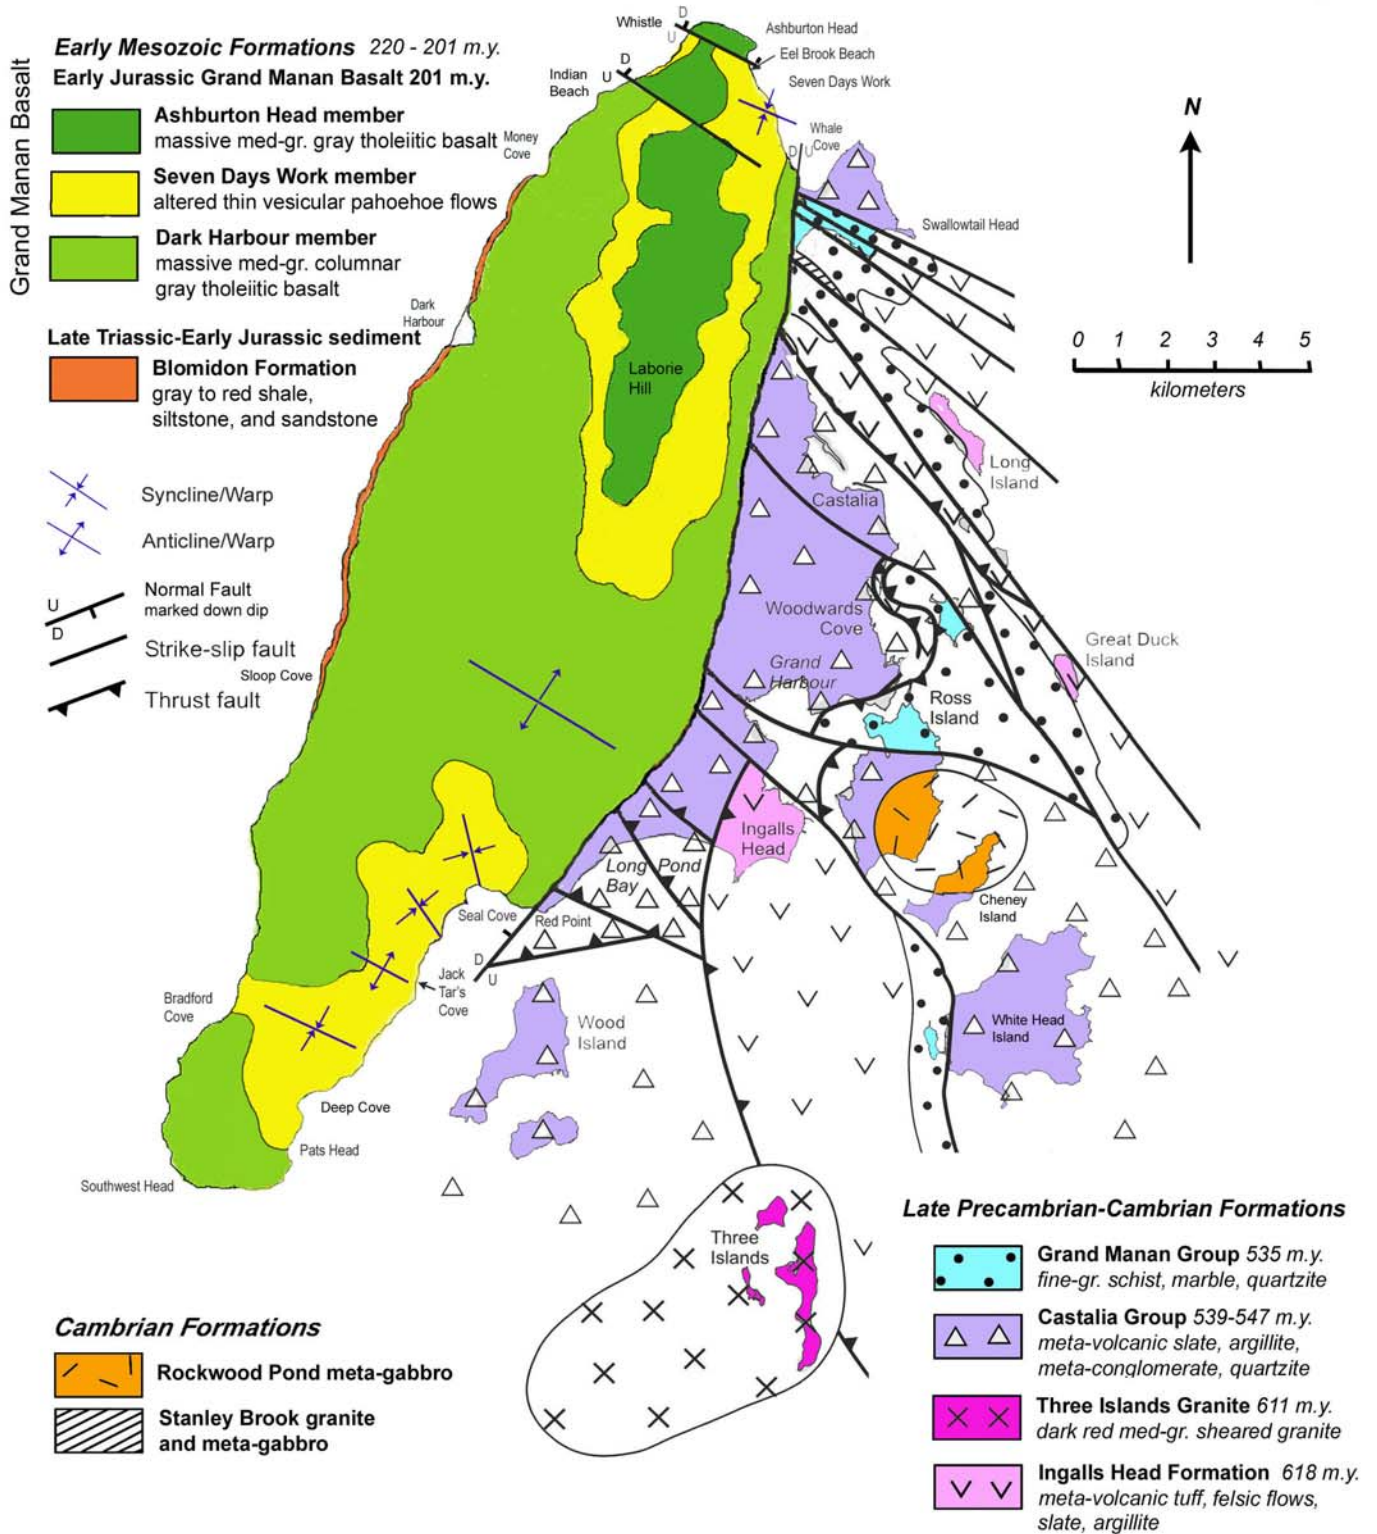 Grand Manan Basalt
Early Mesozoic Formations 220 - 201 m.y.
Early Jurassic Grand Manan Basalt 201 m.y.
Ashburton Head member
massive med-gr. gray tholeiitic basalt
Seven Days Work member
altered thin vesicular pahoehoe flows
Dark Harbour member
massive med-gr. columnar
gray tholeiitic basalt
Late Triassic-Early Jurassic sediment
Blomidon Formation
gray to red shale,
siltstone, and sandstone
Syncline/Warp
Anticline/Warp
U
D
Normal Fault
marked down dip
Strike-slip fault
Thrust fault
Whistle
D
U
Ashburton Head
Eel Brook Beach
Seven Days Work
Indian
Beach
D
U
Money
Cove
Whale
Cove
D U
Swallowtail Head
N
0 1 2 3 4 5
kilometers
Dark
Harbour
Laborie
Hill
Long
Island
Castalia
Woodwards
Cove
Grand
Harbour
Great Duck
Island
Ross
Island
Sloop Cove
Ingalls
Head
Long Pond
Bay
Cheney
Island
Seal Cove
Red Point
D
U
Jack
Tar's
Cove
Bradford
Cove
Wood
Island
White Head
Island
Deep Cove
Pats Head
Southwest Head
Three
Islands
Cambrian Formations
Rockwood Pond meta-gabbro
Stanley Brook granite
and meta-gabbro
Late Precambrian-Cambrian Formations
Grand Manan Group 535 m.y.
fine-gr. schist, marble, quartzite
Castalia Group 539-547 m.y.
meta-volcanic slate, argillite,
meta-conglomerate, quartzite
Three Islands Granite 611 m.y.
dark red med-gr. sheared granite
Ingalls Head Formation 618 m.y.
meta-volcanic tuff, felsic flows,
slate, argillite